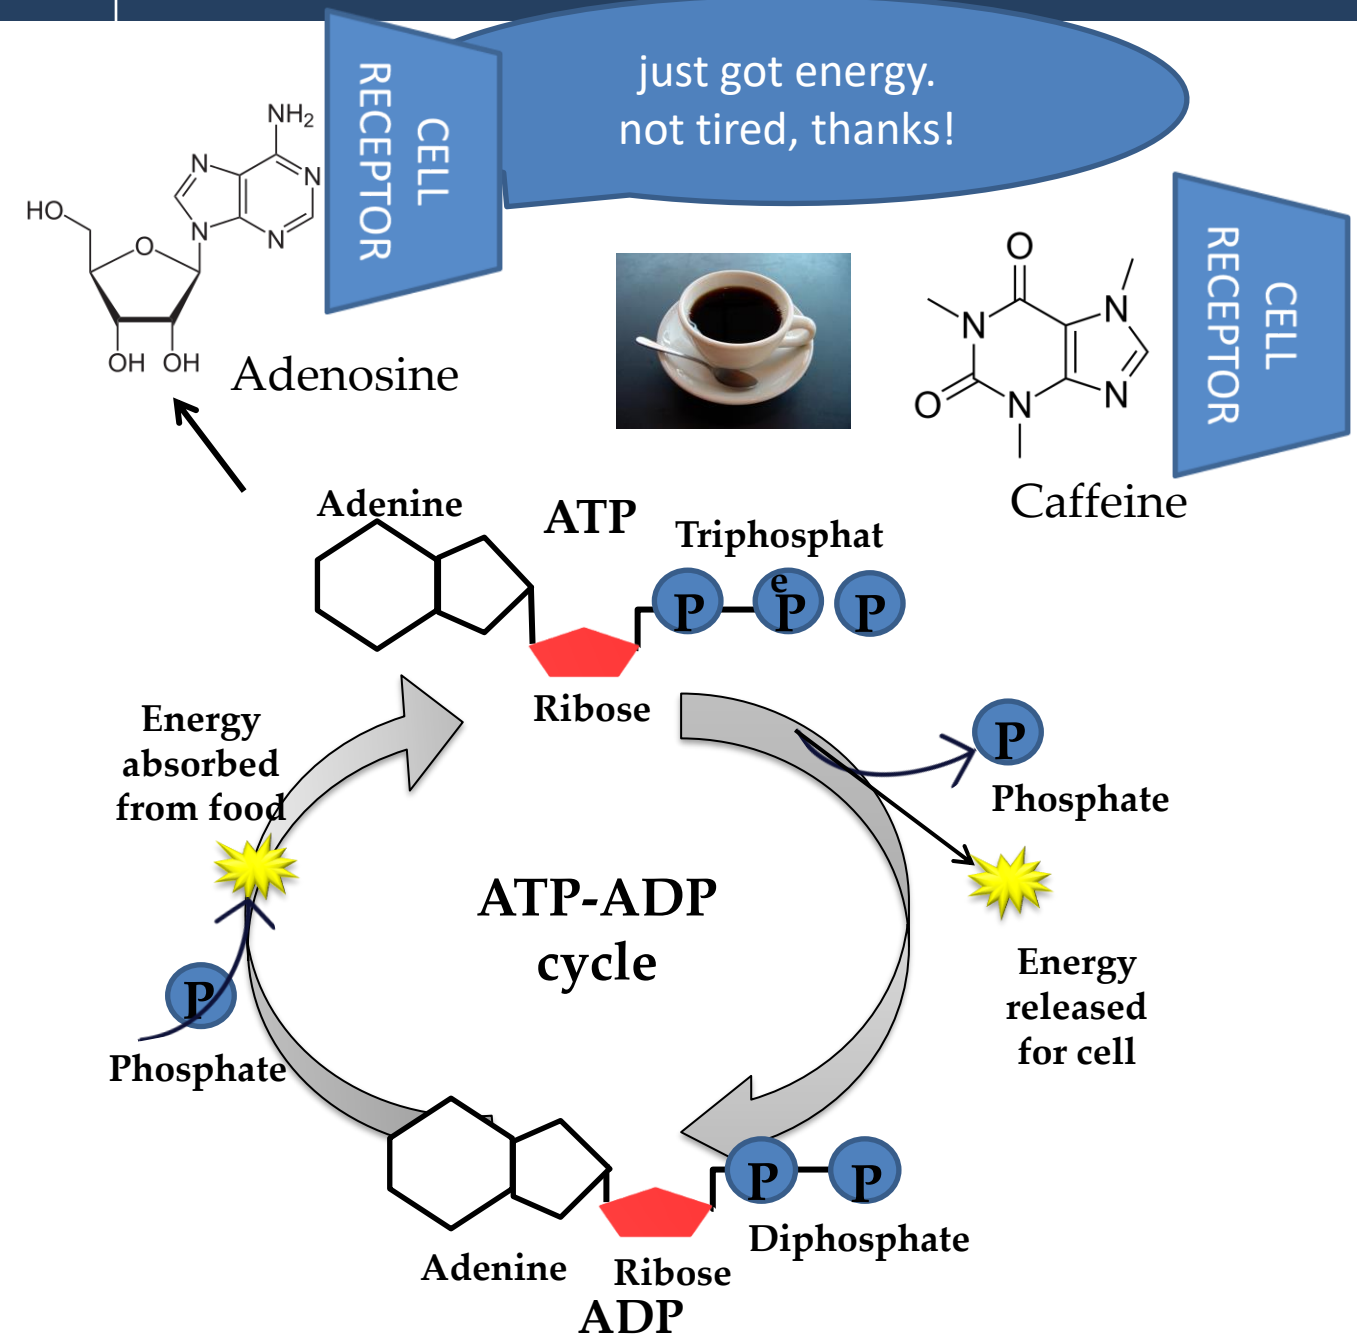 CELL
RECEPTOR
just got energy.
not tired, thanks!
NH₂
N
N
N
N
HO
O
OH
OH
Adenosine
O
N
N
O
N
N
Caffeine
CELL
RECEPTOR
Adenine
ATP
Triphosphat
e
P
P
P
Ribose
Energy
absorbed
from food
P
Phosphate
ATP-ADP
cycle
Energy
released
for cell
P
Phosphate
P
P
Diphosphate
Adenine
Ribose
ADP